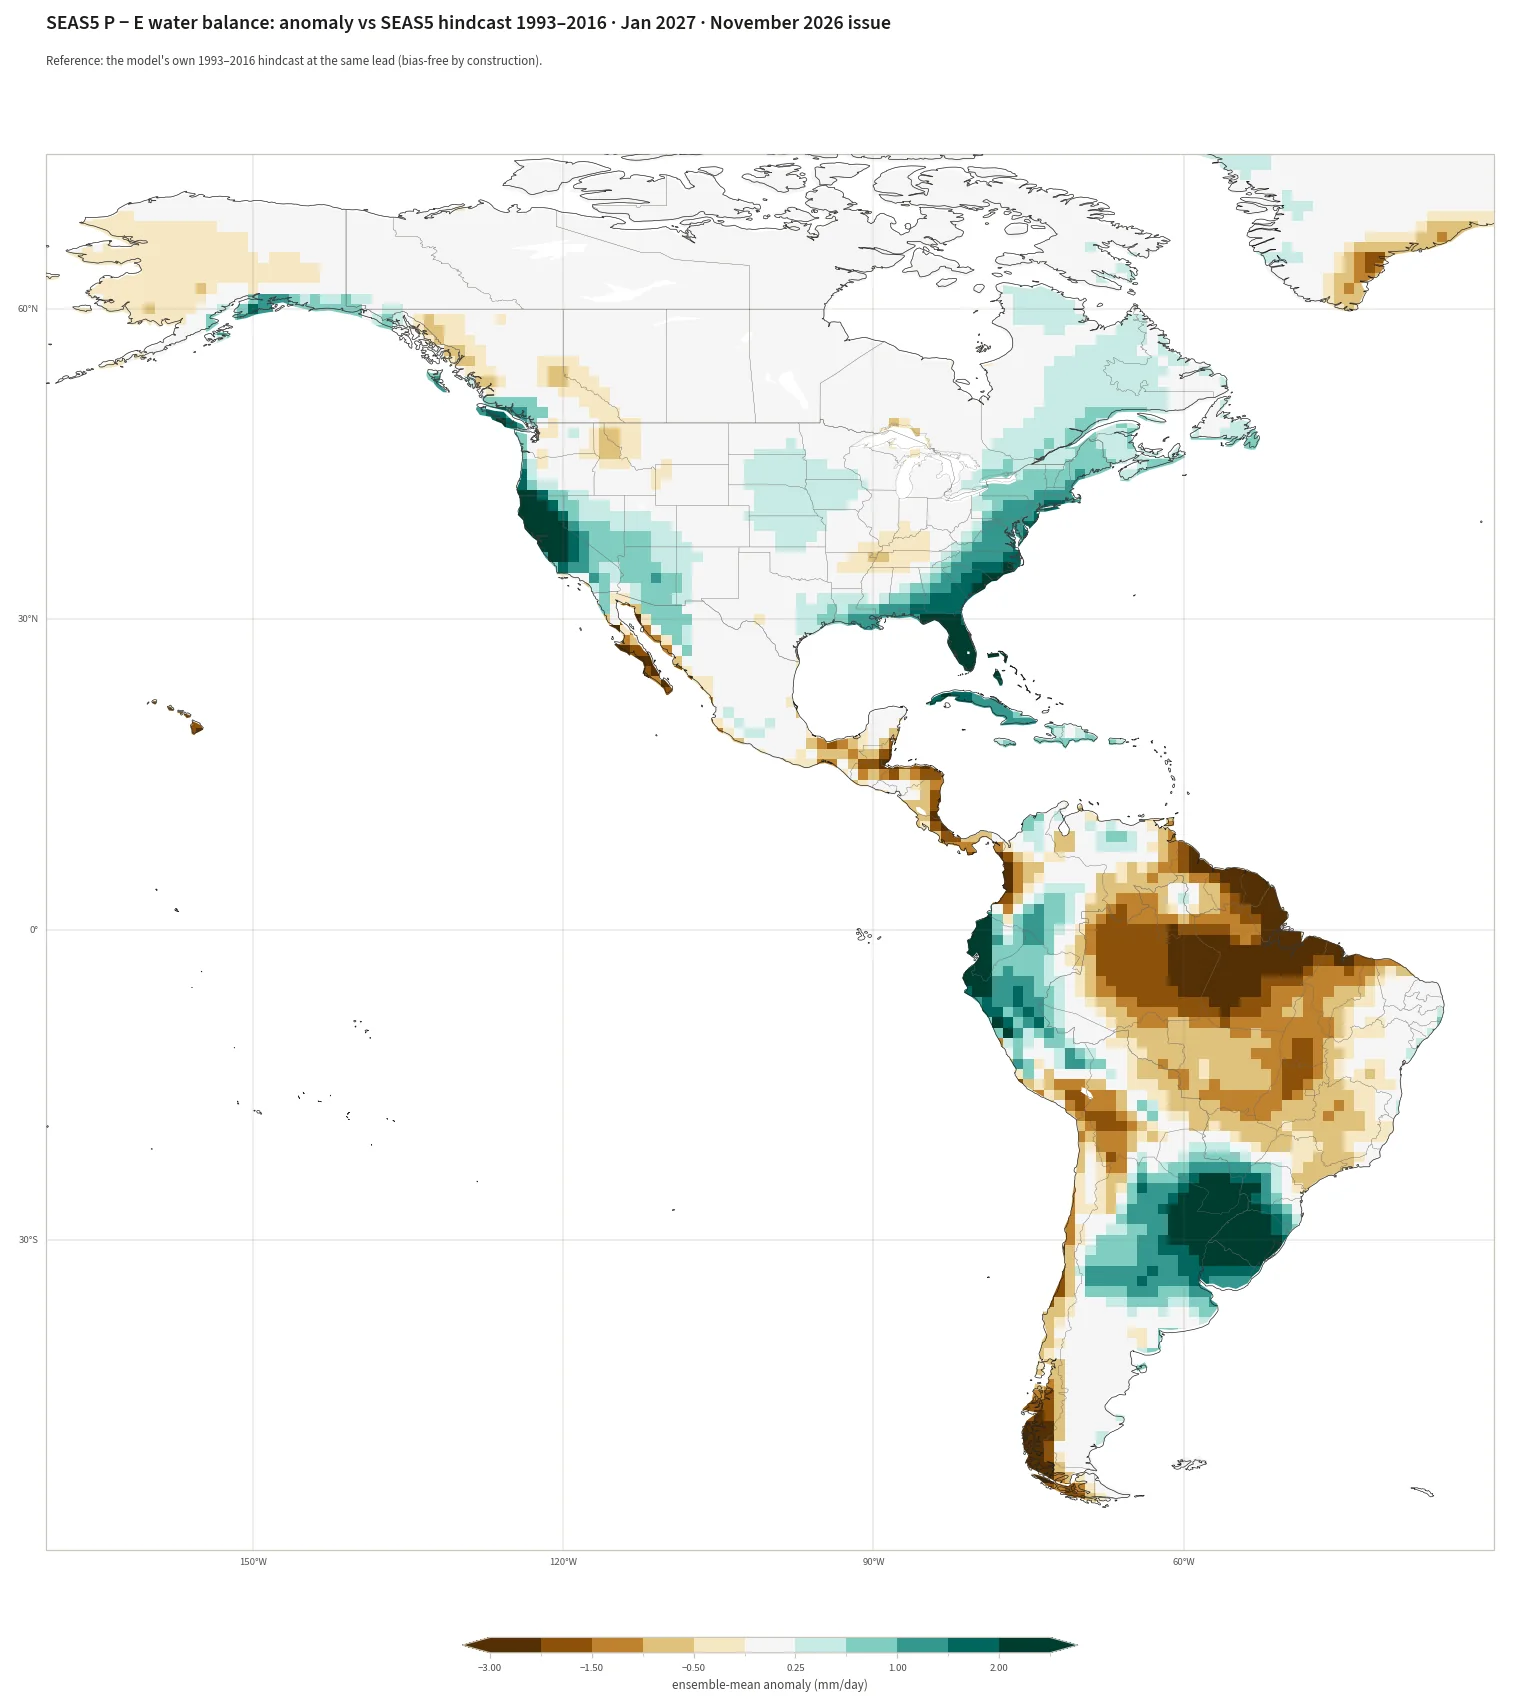 SEAS5 P − E water balance: anomaly vs SEAS5 hindcast 1993–2016 · Jan 2027 · November 2026 issue
Reference: the model's own 1993–2016 hindcast at the same lead (bias-free by construction).
60°N
30°N
0°
30°S
150°W 120°W 90°W 60°W
−3.00 −1.50 −0.50 0.25 1.00 2.00
ensemble-mean anomaly (mm/day)